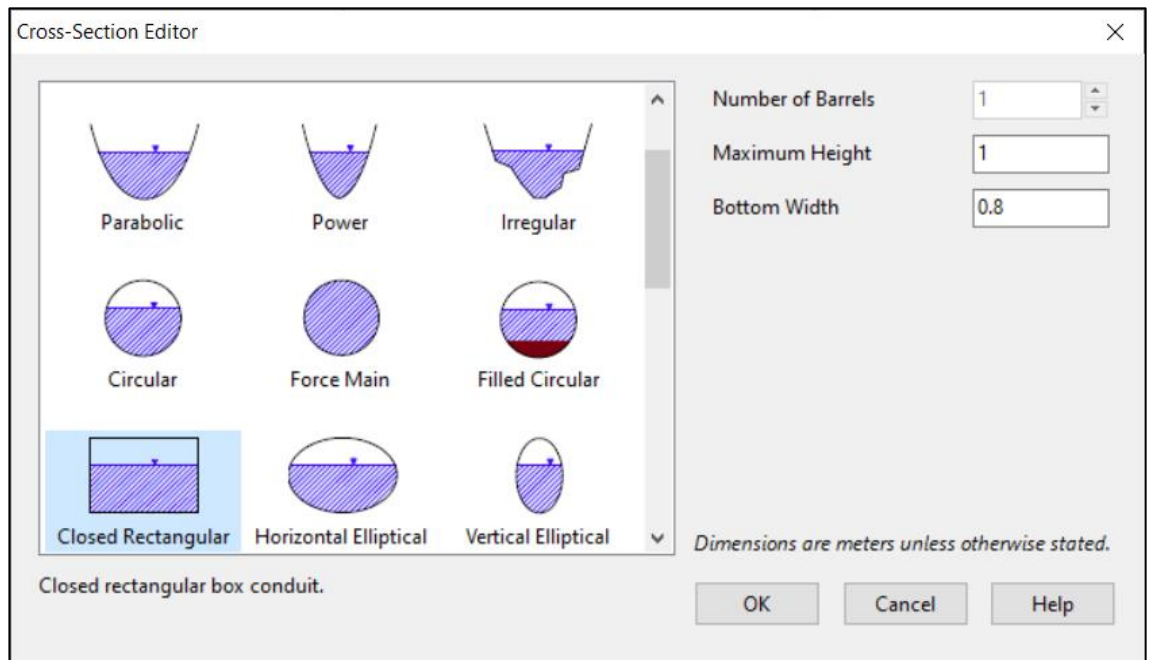 Cross-Section Editor
Number of Barrels 1
Maximum Height 1
Bottom Width 0.8
Parabolic Power Irregular
Circular Force Main Filled Circular
Closed Rectangular Horizontal Elliptical Vertical Elliptical
Dimensions are meters unless otherwise stated.
Closed rectangular box conduit.
OK Cancel Help